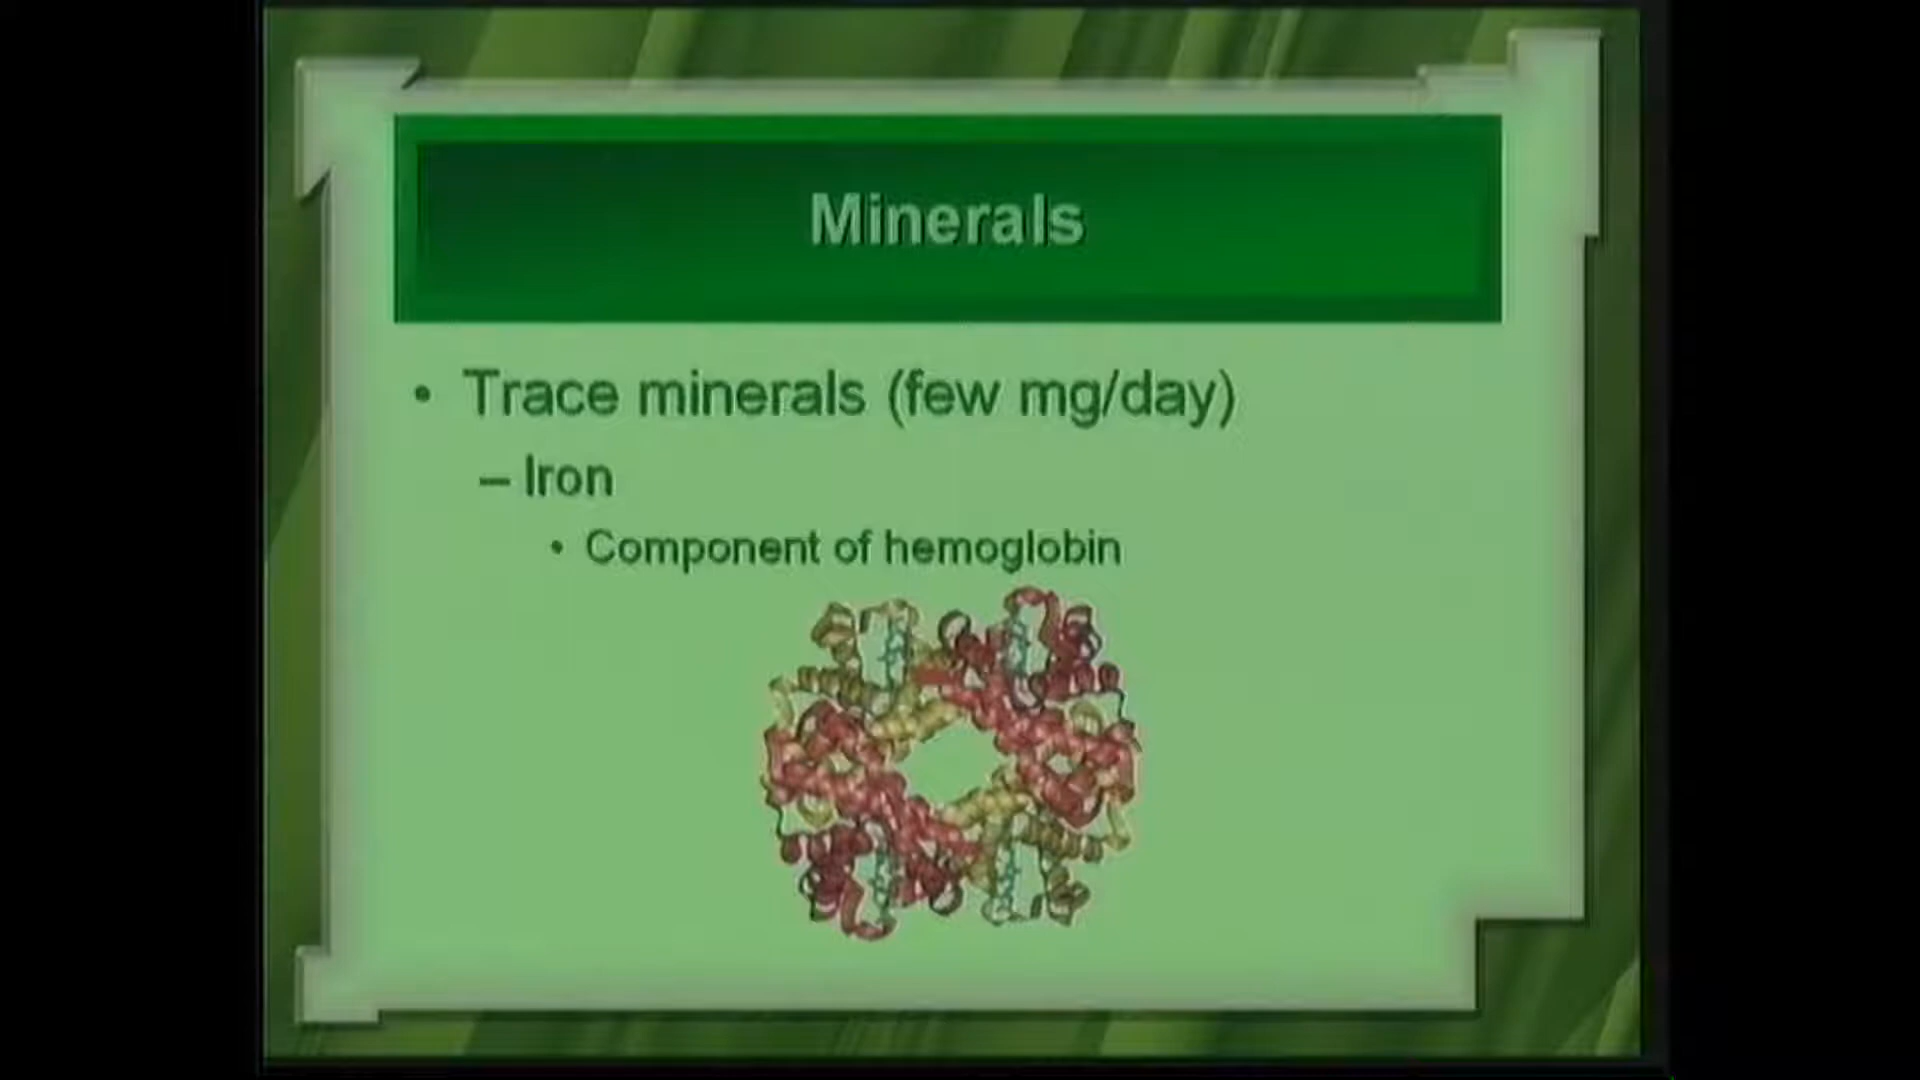 Minerals
• Trace minerals (few mg/day)
– Iron
• Component of hemoglobin